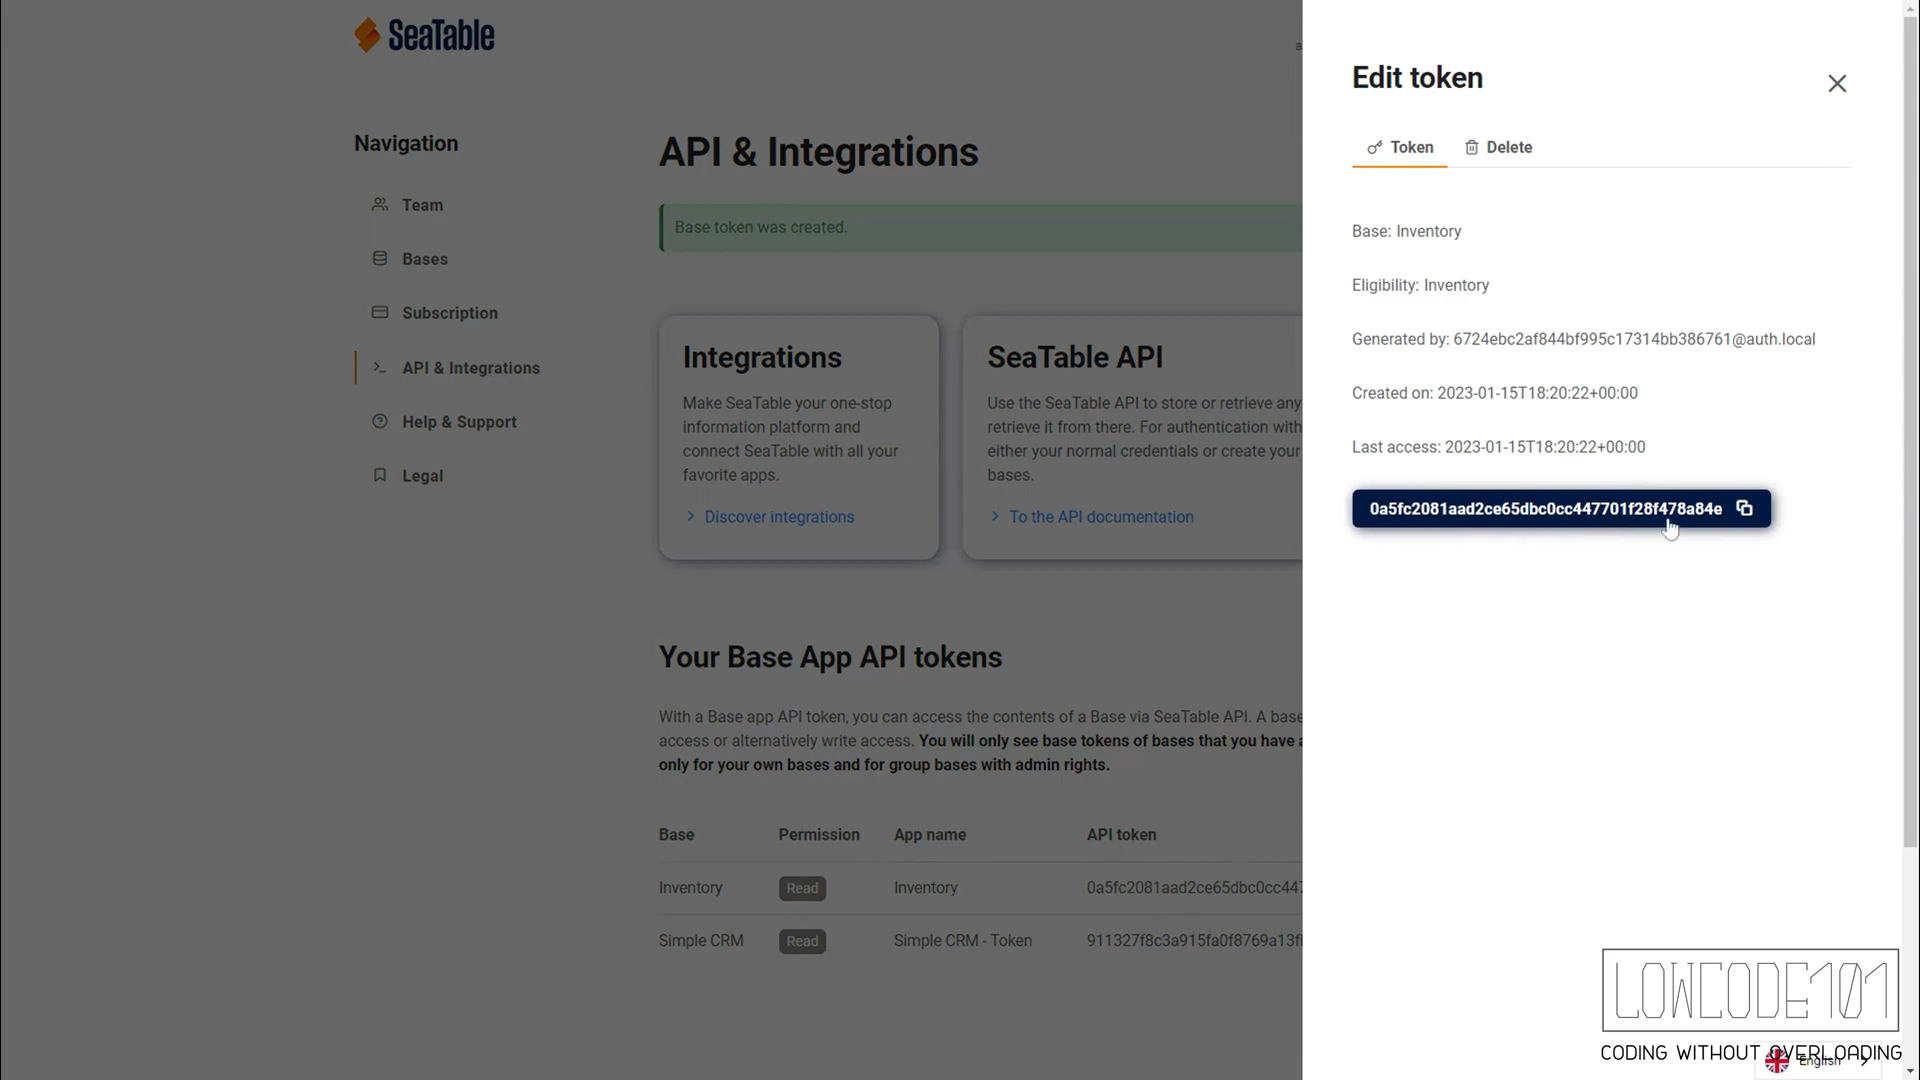 SeaTable
Navigation
Team
Bases
Subscription
API & Integrations
Help & Support
Legal
API & Integrations
Base token was created.
Integrations
Make SeaTable your one-stop
information platform and
connect SeaTable with all your
favorite apps.
Discover integrations
SeaTable API
Use the SeaTable API to store or retrieve any
retrieve it from there. For authentication with
either your normal credentials or create your
bases.
To the API documentation
Your Base App API tokens
With a Base app API token, you can access the contents of a Base via SeaTable API. A base
access or alternatively write access. You will only see base tokens of bases that you have a
only for your own bases and for group bases with admin rights.
Base Permission App name API token
Inventory Read Inventory 0a5fc2081aad2ce65dbc0cc447
Simple CRM Read Simple CRM - Token 911327f8c3a915fa0f8769a13fl
Edit token
Token Delete
Base: Inventory
Eligibility: Inventory
Generated by: 6724ebc2af844bf995c17314bb386761@auth.local
Created on: 2023-01-15T18:20:22+00:00
Last access: 2023-01-15T18:20:22+00:00
0a5fc2081aad2ce65dbc0cc447701f28f478a84e
LOWCODE101
CODING WITHOUT OVERLOADING
English